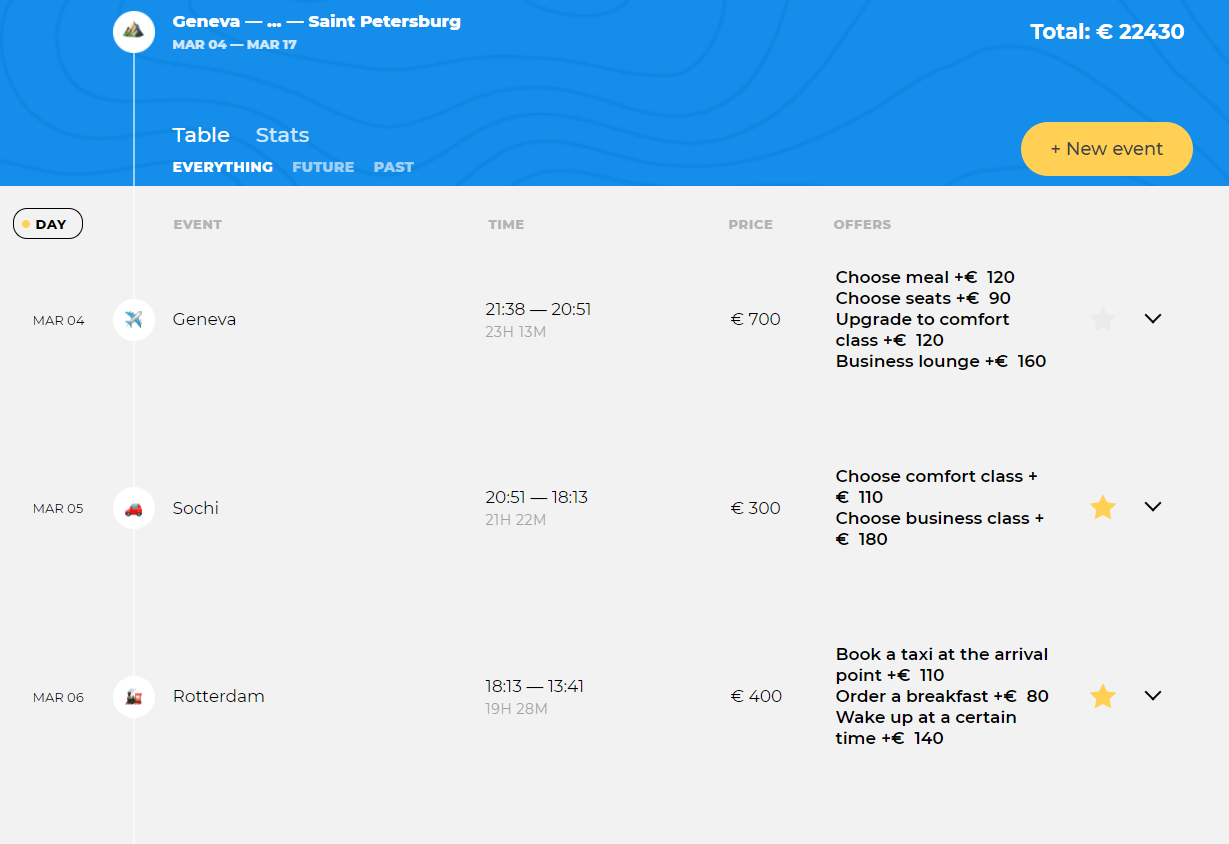 Geneva — ... — Saint Petersburg
MAR 04 — MAR 17
Total: € 22430
Table Stats
EVERYTHING FUTURE PAST
+ New event
DAY EVENT TIME PRICE OFFERS
MAR 04
Geneva
21:38 — 20:51
23H 13M
€ 700
Choose meal +€ 120
Choose seats +€ 90
Upgrade to comfort
class +€ 120
Business lounge +€ 160
MAR 05
Sochi
20:51 — 18:13
21H 22M
€ 300
Choose comfort class +
€ 110
Choose business class +
€ 180
MAR 06
Rotterdam
18:13 — 13:41
19H 28M
€ 400
Book a taxi at the arrival
point +€ 110
Order a breakfast +€ 80
Wake up at a certain
time +€ 140